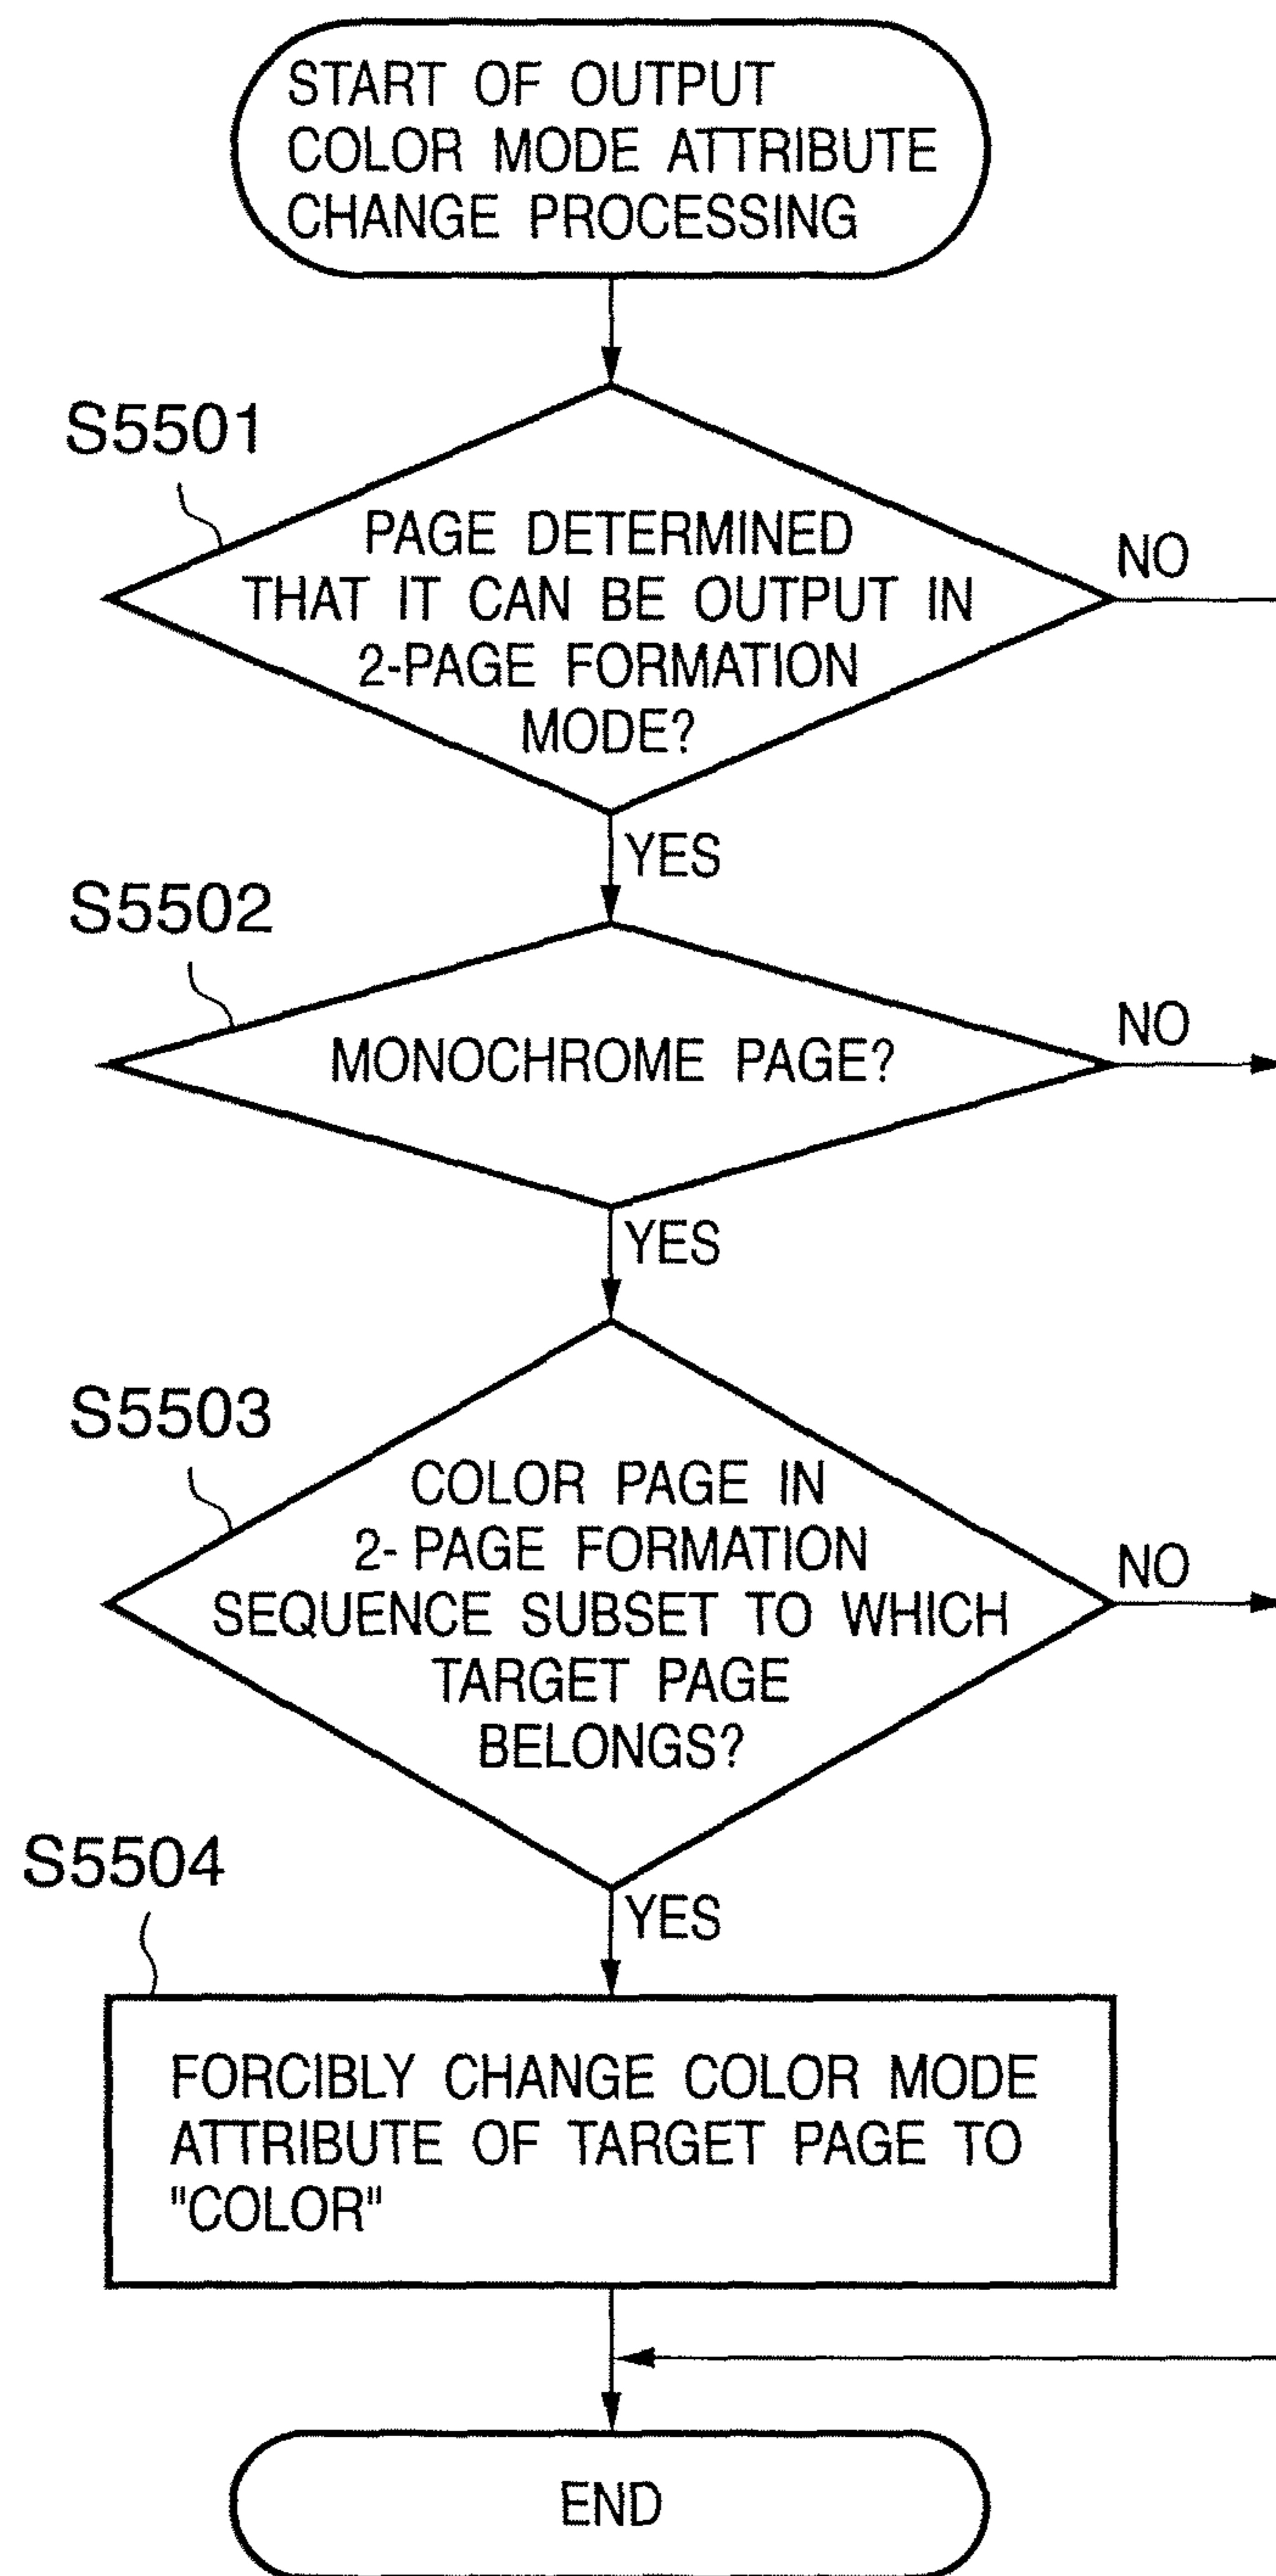 START OF OUTPUT
COLOR MODE ATTRIBUTE
CHANGE PROCESSING
S5501
PAGE DETERMINED
THAT IT CAN BE OUTPUT IN
2-PAGE FORMATION
MODE?
NO
YES
S5502
MONOCHROME PAGE?
NO
YES
S5503
COLOR PAGE IN
2- PAGE FORMATION
SEQUENCE SUBSET TO WHICH
TARGET PAGE
BELONGS?
NO
YES
S5504
FORCIBLY CHANGE COLOR MODE
ATTRIBUTE OF TARGET PAGE TO
"COLOR"
END